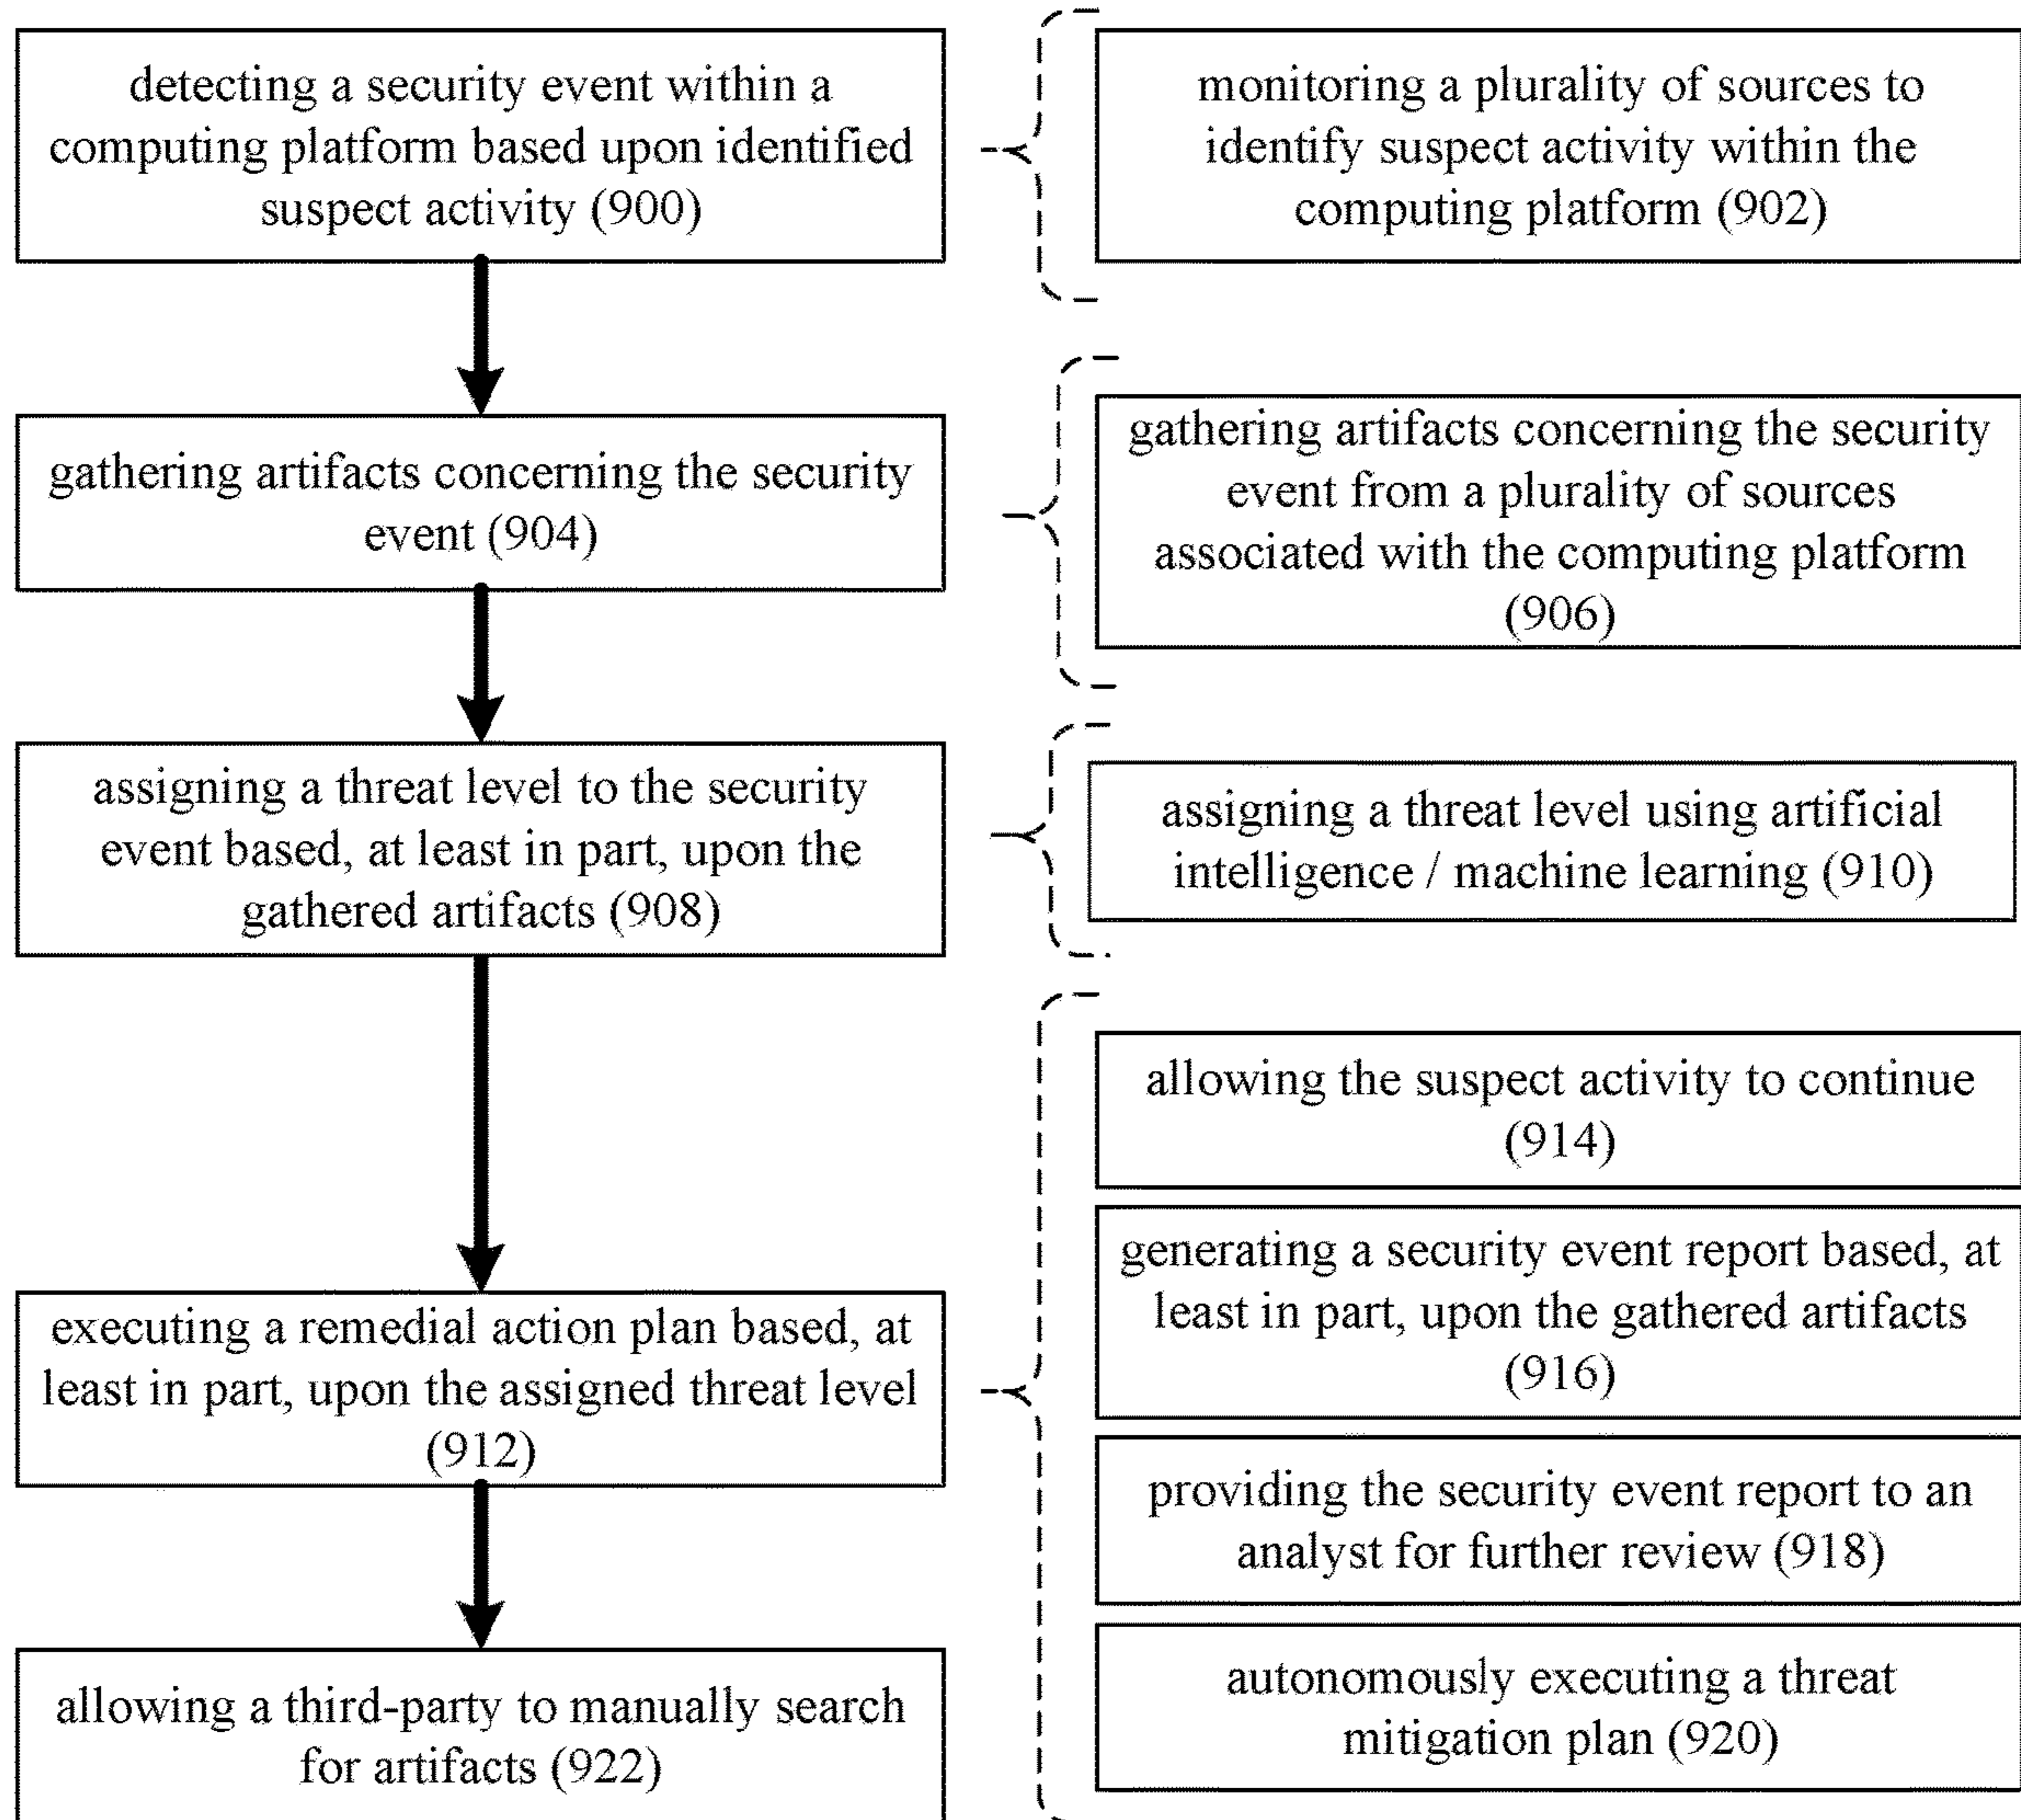 detecting a security event within a
computing platform based upon identified
suspect activity (900)
monitoring a plurality of sources to
identify suspect activity within the
computing platform (902)
gathering artifacts concerning the security
event (904)
gathering artifacts concerning the security
event from a plurality of sources
associated with the computing platform
(906)
assigning a threat level to the security
event based, at least in part, upon the
gathered artifacts (908)
assigning a threat level using artificial
intelligence / machine learning (910)
executing a remedial action plan based, at
least in part, upon the assigned threat level
(912)
allowing the suspect activity to continue
(914)
generating a security event report based, at
least in part, upon the gathered artifacts
(916)
providing the security event report to an
analyst for further review (918)
autonomously executing a threat
mitigation plan (920)
allowing a third-party to manually search
for artifacts (922)